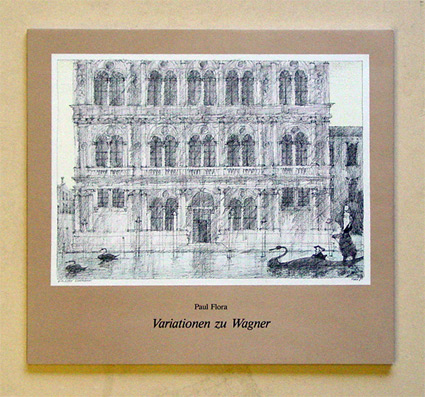 Paul Flora
Variationen zu Wagner